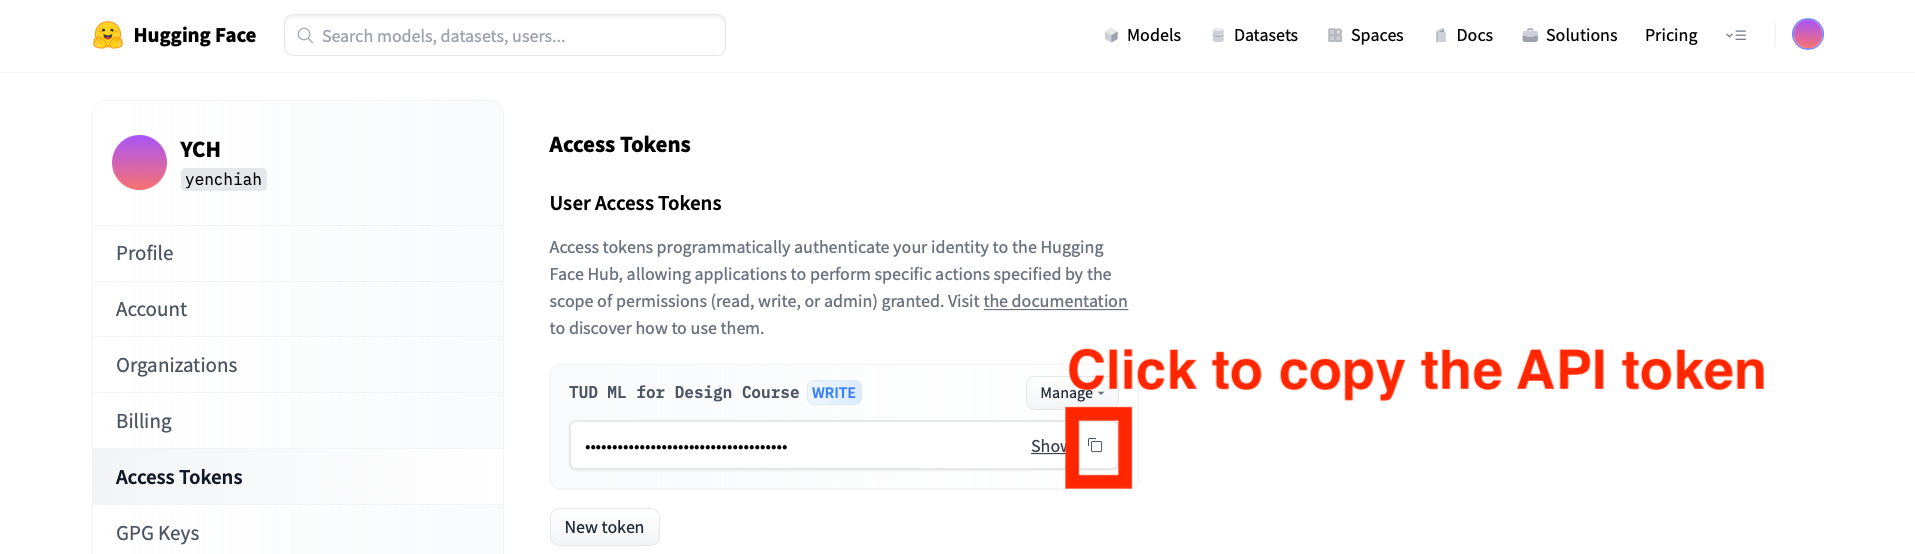 Hugging Face
Search models, datasets, users...
Models
Datasets
Spaces
Docs
Solutions
Pricing
YCH
yenchiah
Profile
Account
Organizations
Billing
Access Tokens
GPG Keys
Access Tokens
User Access Tokens
Access tokens programmatically authenticate your identity to the Hugging
Face Hub, allowing applications to perform specific actions specified by the
scope of permissions (read, write, or admin) granted. Visit the documentation
to discover how to use them.
Click to copy the API token
TUD ML for Design Course WRITE
Manage
••••••••••••••••••••••••••••••••••••• Show
New token